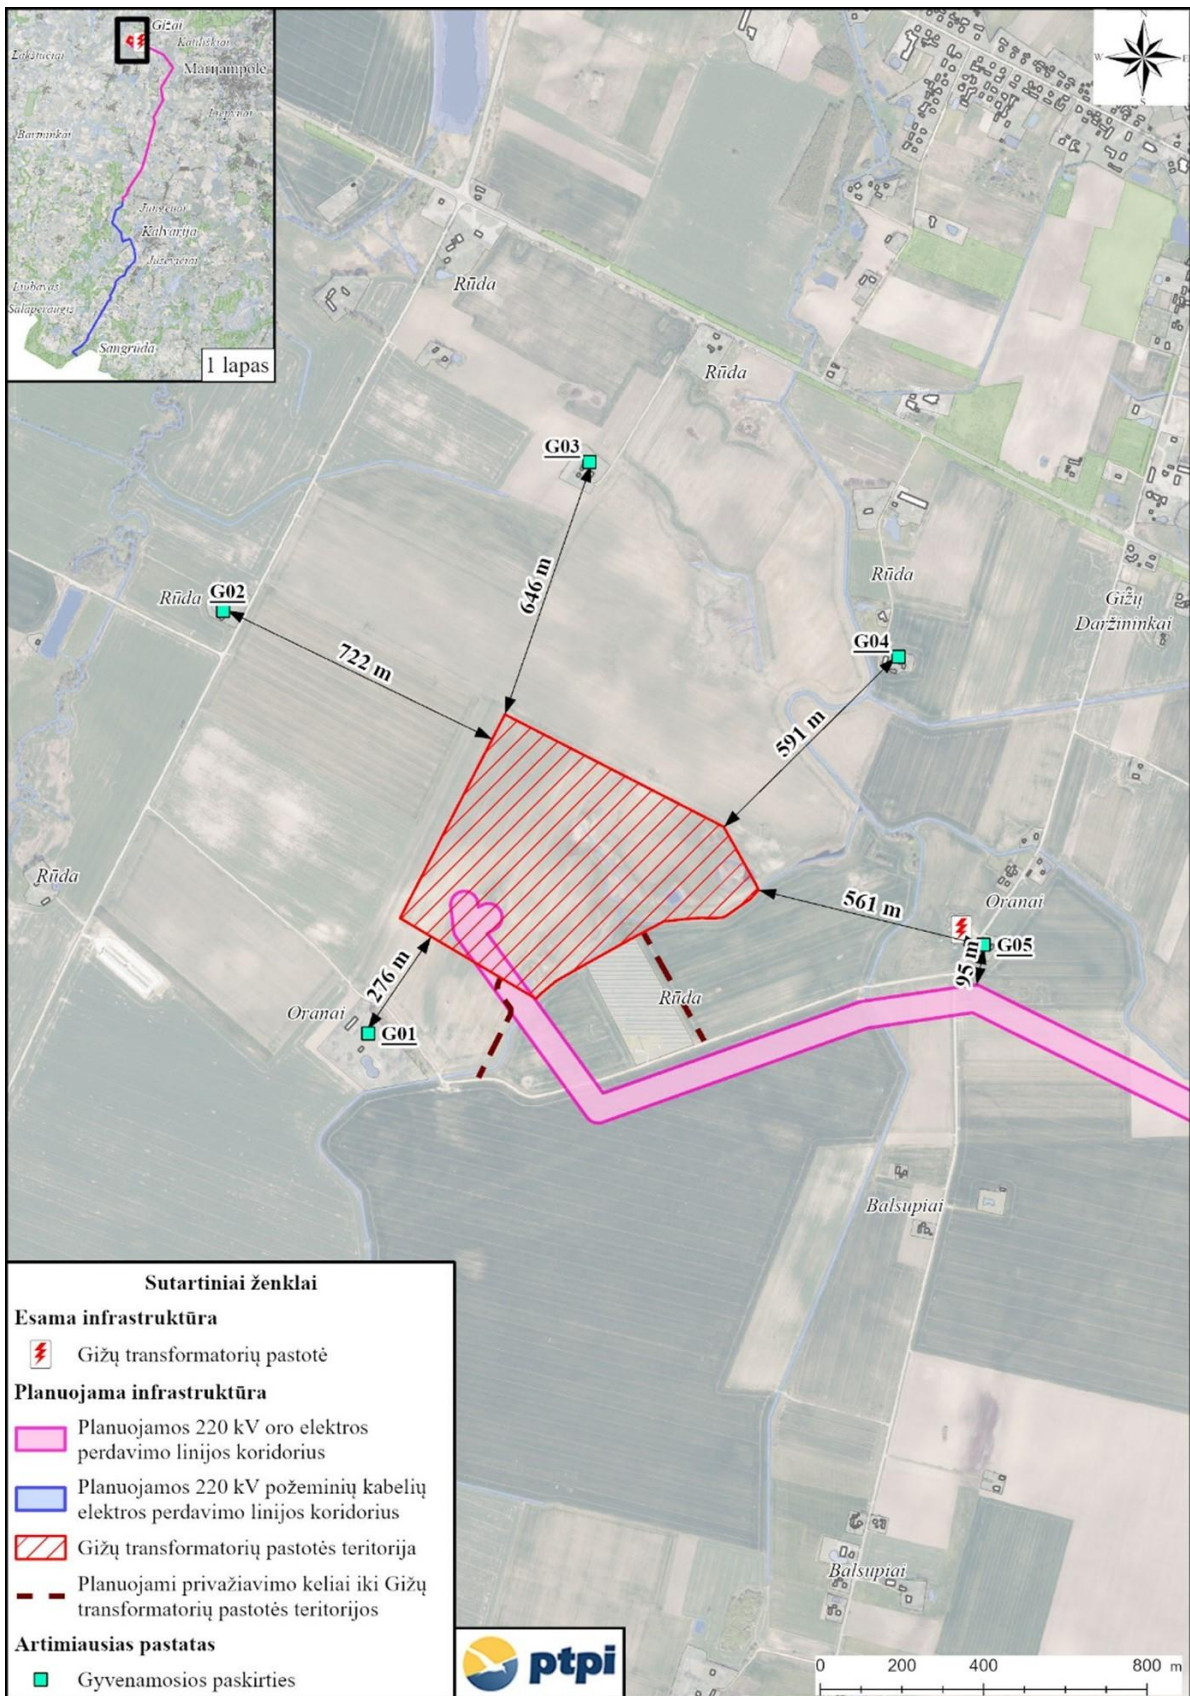 Gižai
Katiliškiai
Marijampolė
Bartninkai
Liepynai
Jungėnai
Kalvarija
Jusevičiai
Liubavas
Salaperaugis
Sangrūda
1 lapas
N
W
E
S
Rūda
Rūda
G03
646 m
Rūda
G02
722 m
Rūda
G04
591 m
Gižų
Daržininkai
Rūda
Oranai
561 m
G05
95 m
276 m
Oranai
G01
Rūda
Balsupiai
Balsupiai
Sutartiniai ženklai
Esama infrastruktūra
Gižų transformatorių pastotė
Planuojama infrastruktūra
Planuojamos 220 kV oro elektros
perdavimo linijos koridorius
Planuojamos 220 kV požeminių kabelių
elektros perdavimo linijos koridorius
Gižų transformatorių pastotės teritorija
Planuojami privažiavimo keliai iki Gižų
transformatorių pastotės teritorijos
Artimiausias pastatas
Gyvenamosios paskirties
ptpi
0 200 400 800 m